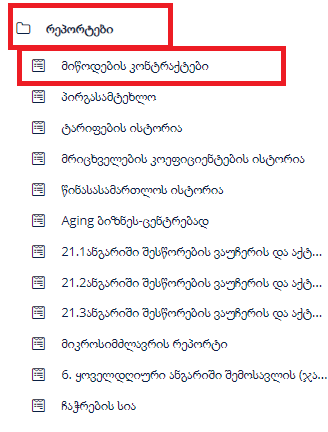 რეპორტები
მიწოდების კონტრაქტები
პირგასამტეხლო
ტარიფების ისტორია
მრიცხველების კოეფიციენტების ისტორია
წინასასამართლოს ისტორია
Aging ბიზნეს-ცენტრებად
21.1ანგარიში შესწორების ვაუჩერის და აქტ...
21.2ანგარიში შესწორების ვაუჩერის და აქტ...
21.3ანგარიში შესწორების ვაუჩერის და აქტ...
მიკროსიმძლავრის რეპორტი
6. ყოველდღიური ანგარიში შემოსავლის (ჯა...
ჩაჭრების სია